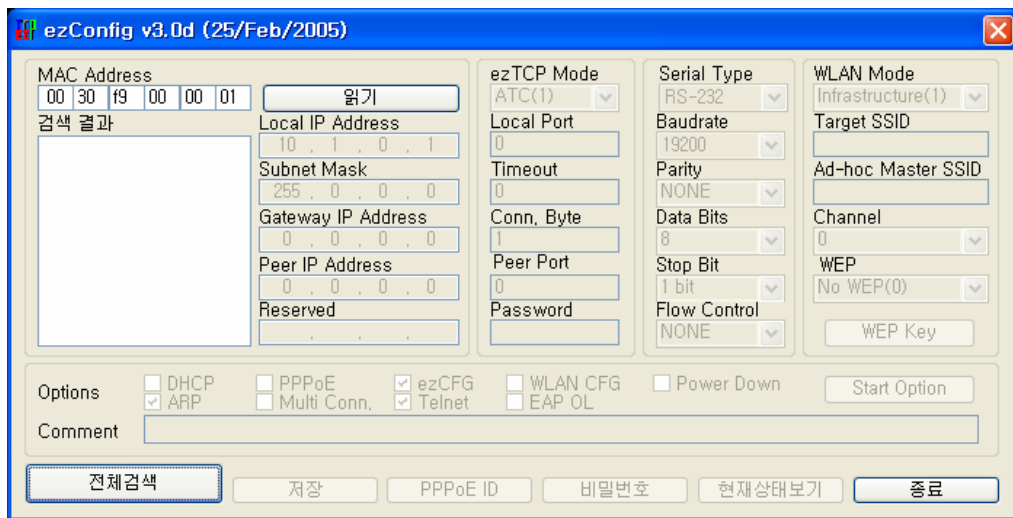 ezConfig v3.0d (25/Feb/2005)
MAC Address
00 30 f9 00 00 01
읽기
검색 결과
Local IP Address
10 . 1 . 0 . 1
Subnet Mask
255 . 0 . 0 . 0
Gateway IP Address
0 . 0 . 0 . 0
Peer IP Address
0 . 0 . 0 . 0
Reserved
. . .
ezTCP Mode
ATC(1)
Local Port
0
Timeout
0
Conn. Byte
1
Peer Port
0
Password
Serial Type
RS-232
Baudrate
19200
Parity
NONE
Data Bits
8
Stop Bit
1 bit
Flow Control
NONE
WLAN Mode
Infrastructure(1)
Target SSID
Ad-hoc Master SSID
Channel
0
WEP
No WEP(0)
WEP Key
Options
DHCP PPPoE ezCFG WLAN CFG Power Down
ARP Multi Conn. Telnet EAP OL
Start Option
Comment
전체검색 저장 PPPoE ID 비밀번호 현재상태보기 종료